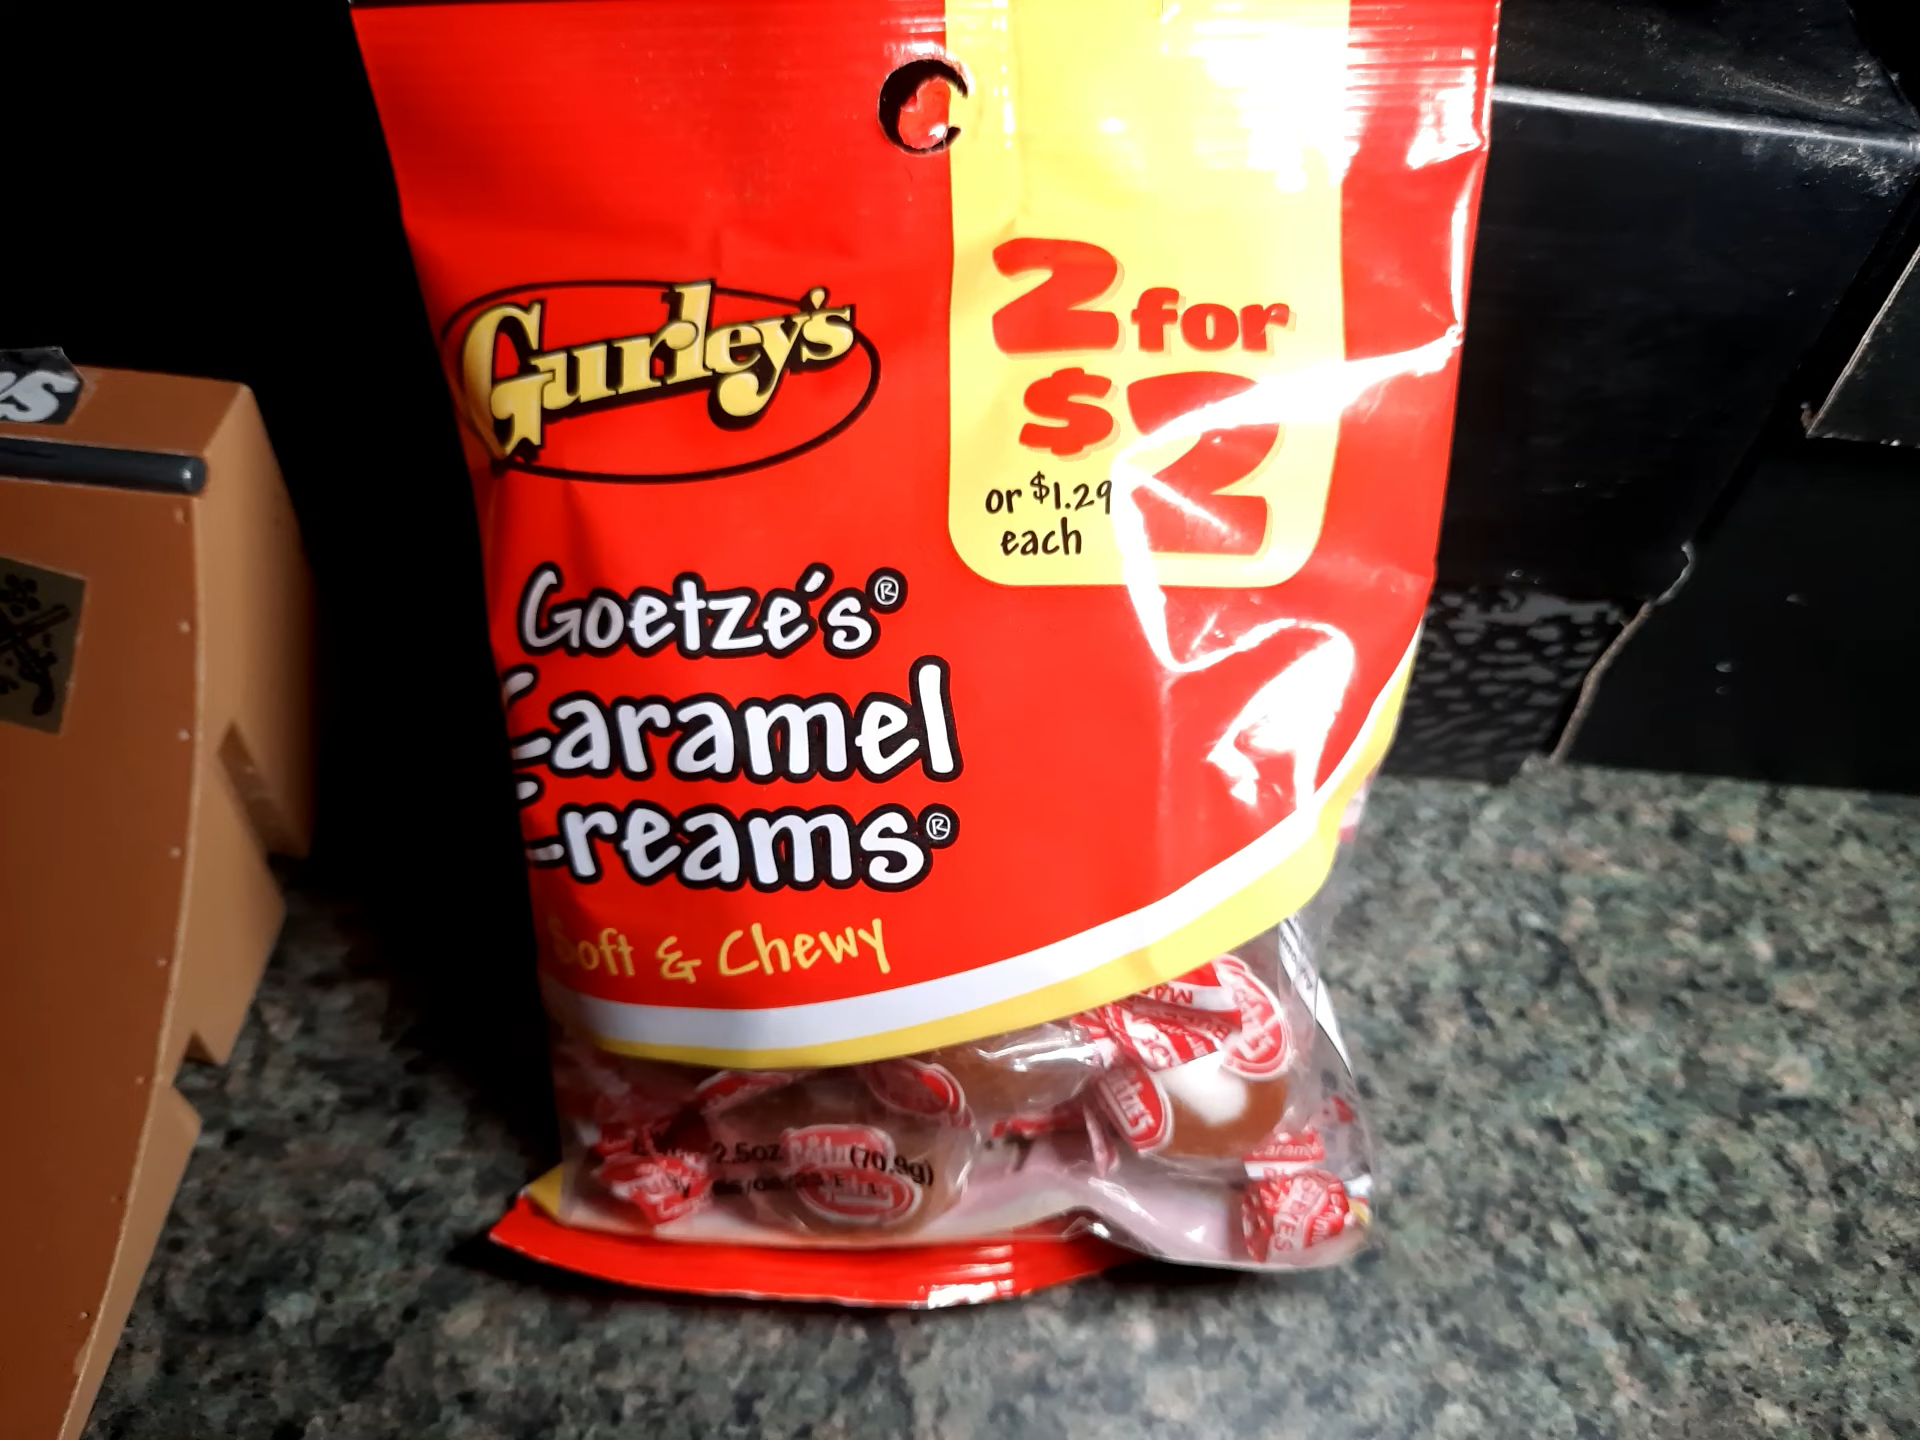 Gurley's
2 for
$2
or $1.29
each
Goetze's®
Caramel
Creams®
Soft & Chewy
2.5oz (70.9g)